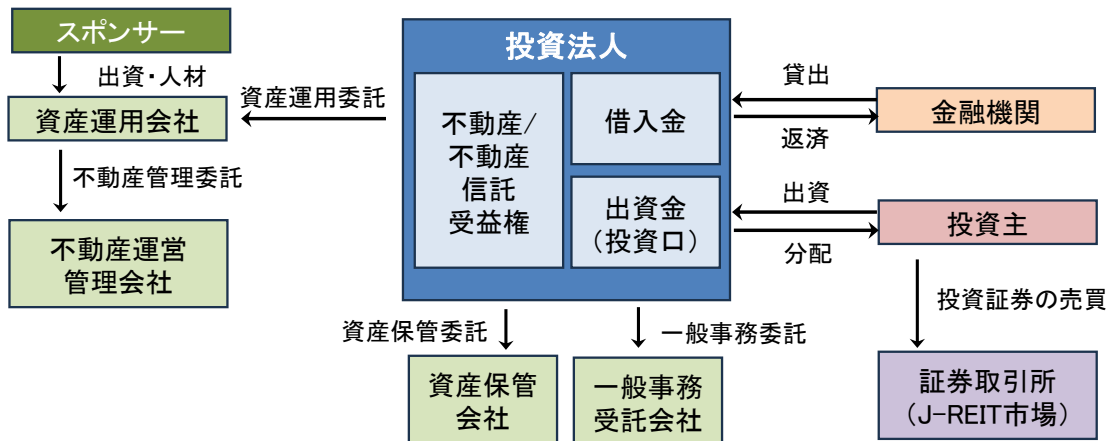 スポンサー
出資・人材
資産運用会社
不動産管理委託
不動産運営
管理会社
資産運用委託
投資法人
不動産/
不動産
信託
受益権
借入金
出資金
(投資口)
貸出
返済
金融機関
出資
分配
投資主
投資証券の売買
証券取引所
(J-REIT市場)
資産保管委託
資産保管
会社
一般事務委託
一般事務
受託会社